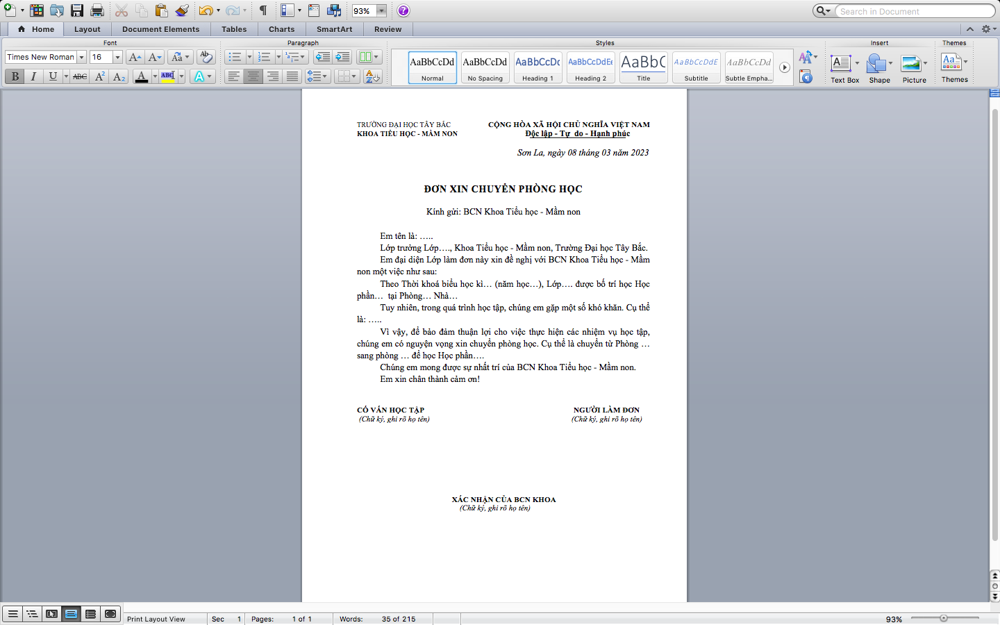 93%
Search in Document
Home
Layout
Document Elements
Tables
Charts
SmartArt
Review
Font
Paragraph
Styles
Insert
Themes
Times New Roman
16
AaBbCcDd
AaBbCcDd
AaBbCcDc
AaBbCcDdEe
AaBbC
AaBbCcDdE
AaBbCcDd
Normal
No Spacing
Heading 1
Heading 2
Title
Subtitle
Subtle Empha...
Text Box
Shape
Picture
Themes
TRƯỜNG ĐẠI HỌC TÂY BẮC
KHOA TIỂU HỌC - MẦM NON
CỘNG HÒA XÃ HỘI CHỦ NGHĨA VIỆT NAM
Độc lập - Tự do - Hạnh phúc
Sơn La, ngày 08 tháng 03 năm 2023
ĐƠN XIN CHUYỂN PHÒNG HỌC
Kính gửi: BCN Khoa Tiểu học - Mầm non
Em tên là: …..
Lớp trưởng Lớp…., Khoa Tiểu học - Mầm non, Trường Đại học Tây Bắc.
Em đại diện Lớp làm đơn này xin đề nghị với BCN Khoa Tiểu học - Mầm
non một việc như sau:
Theo Thời khoá biểu học kì… (năm học…), Lớp…. được bố trí học Học
phần… tại Phòng… Nhà…
Tuy nhiên, trong quá trình học tập, chúng em gặp một số khó khăn. Cụ thể
là: …..
Vì vậy, để bảo đảm thuận lợi cho việc thực hiện các nhiệm vụ học tập,
chúng em có nguyện vọng xin chuyển phòng học. Cụ thể là chuyển từ Phòng …
sang phòng … để học Học phần….
Chúng em mong được sự nhất trí của BCN Khoa Tiểu học - Mầm non.
Em xin chân thành cảm ơn!
CỐ VẤN HỌC TẬP
(Chữ ký, ghi rõ họ tên)
NGƯỜI LÀM ĐƠN
(Chữ ký, ghi rõ họ tên)
XÁC NHẬN CỦA BCN KHOA
(Chữ ký, ghi rõ họ tên)
Print Layout View
Sec 1
Pages: 1 of 1
Words: 35 of 215
93%